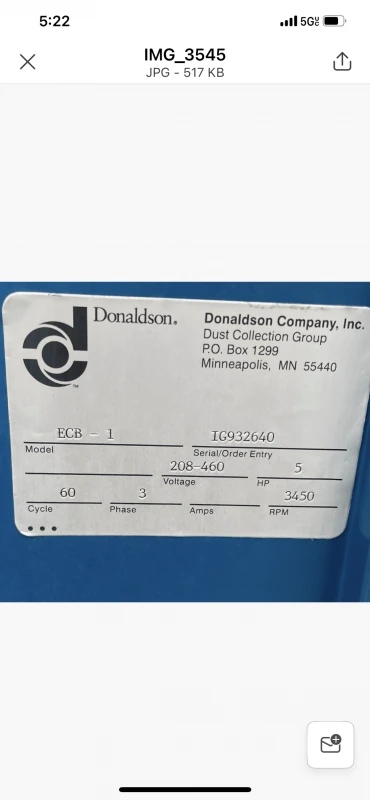 5:22
5G
IMG_3545
JPG - 517 KB
Donaldson®
Donaldson Company, Inc.
Dust Collection Group
P.O. Box 1299
Minneapolis, MN 55440
TM
ECB - 1
IG932640
Model
Serial/Order Entry
208-460
5
Voltage
HP
60
3
3450
Cycle
Phase
Amps
RPM